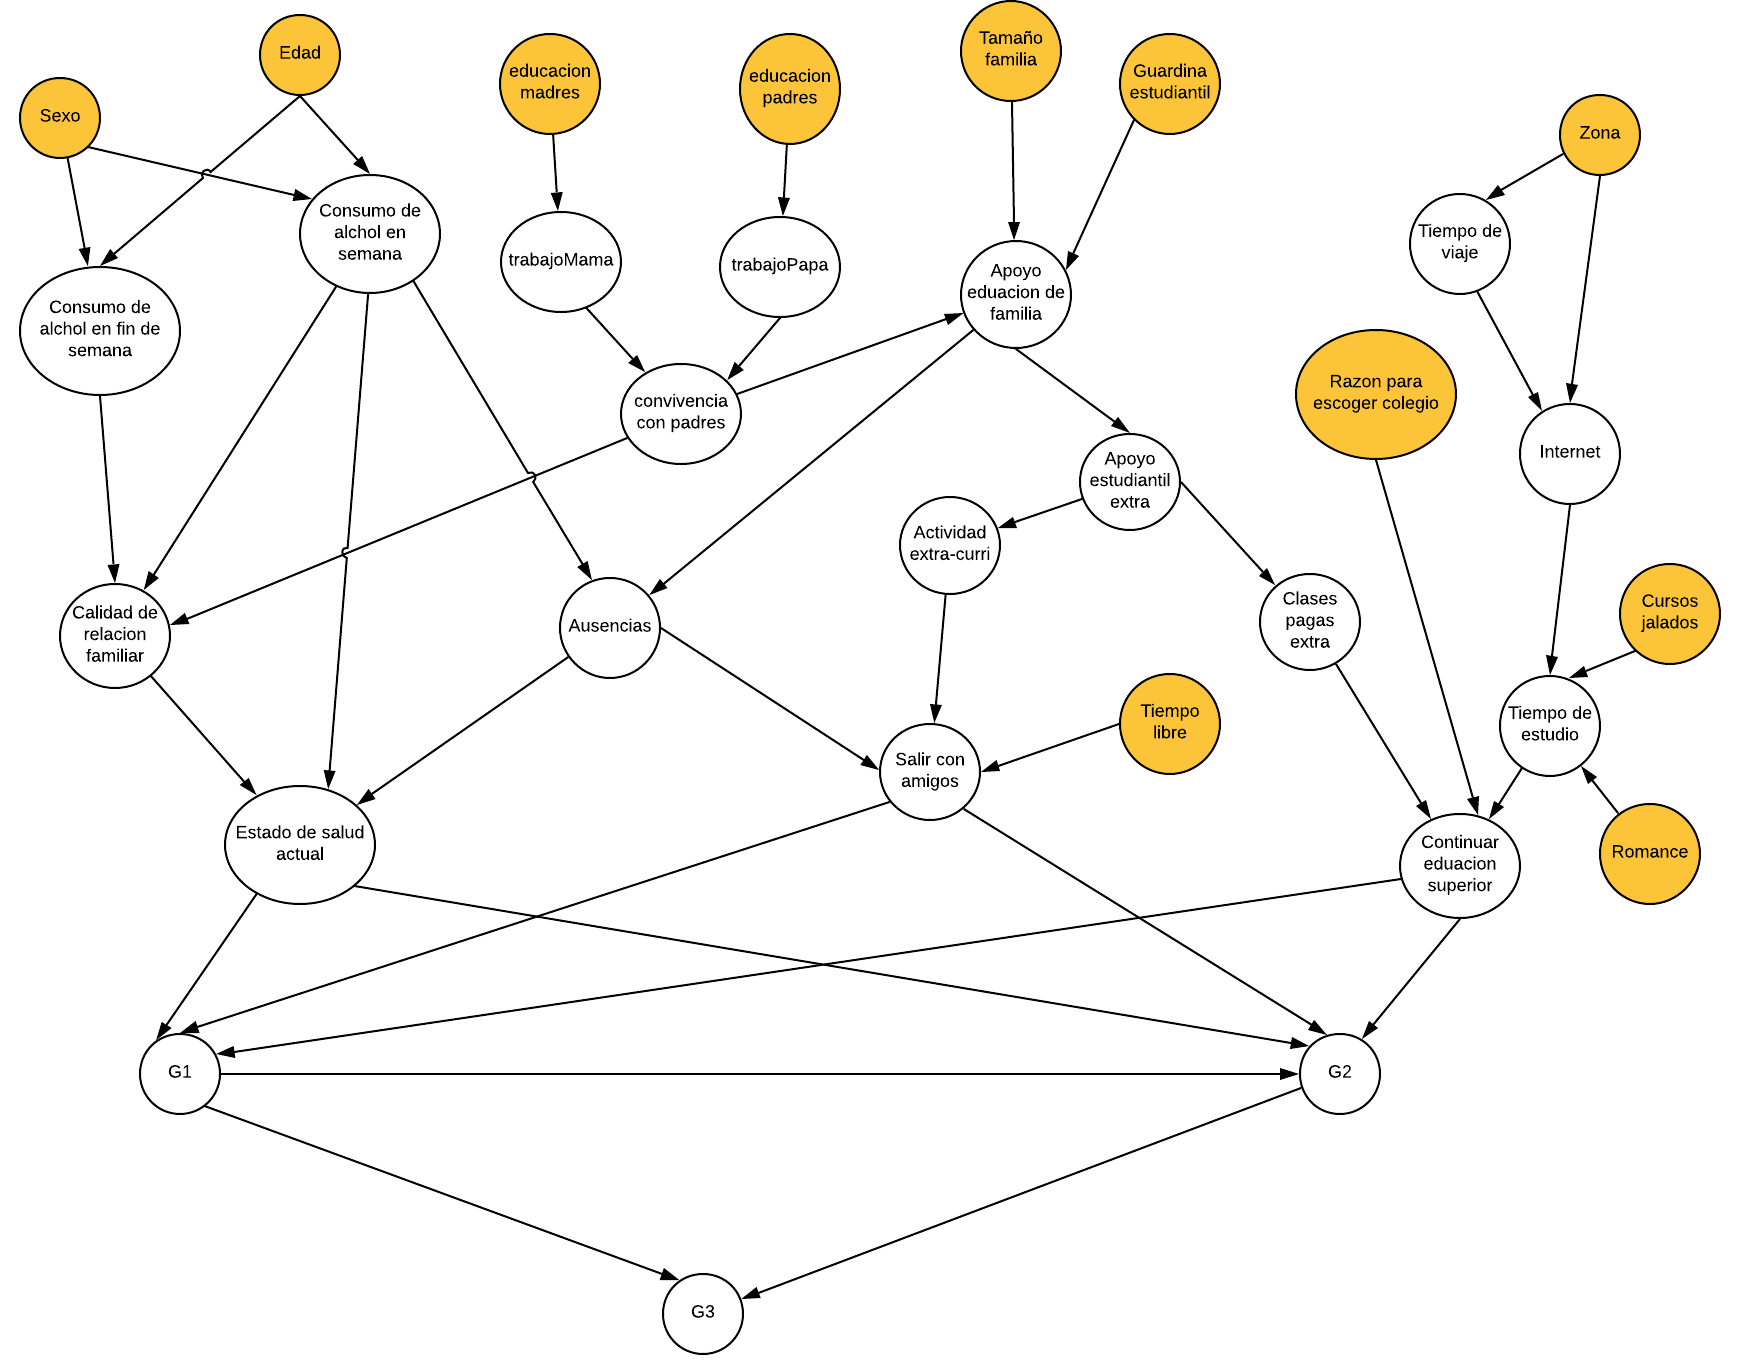 Edad
Sexo
educacion
madres
educacion
padres
Tamaño
familia
Guardina
estudiantil
Zona
Consumo de
alchol en
semana
trabajoMama
trabajoPapa
Apoyo
eduacion de
familia
Tiempo de
viaje
Consumo de
alchol en fin de
semana
convivencia
con padres
Razon para
escoger colegio
Internet
Apoyo
estudiantil
extra
Actividad
extra-curri
Calidad de
relacion
familiar
Ausencias
Clases
pagas
extra
Cursos
jalados
Tiempo
libre
Tiempo de
estudio
Salir con
amigos
Estado de salud
actual
Continuar
eduacion
superior
Romance
G1
G2
G3